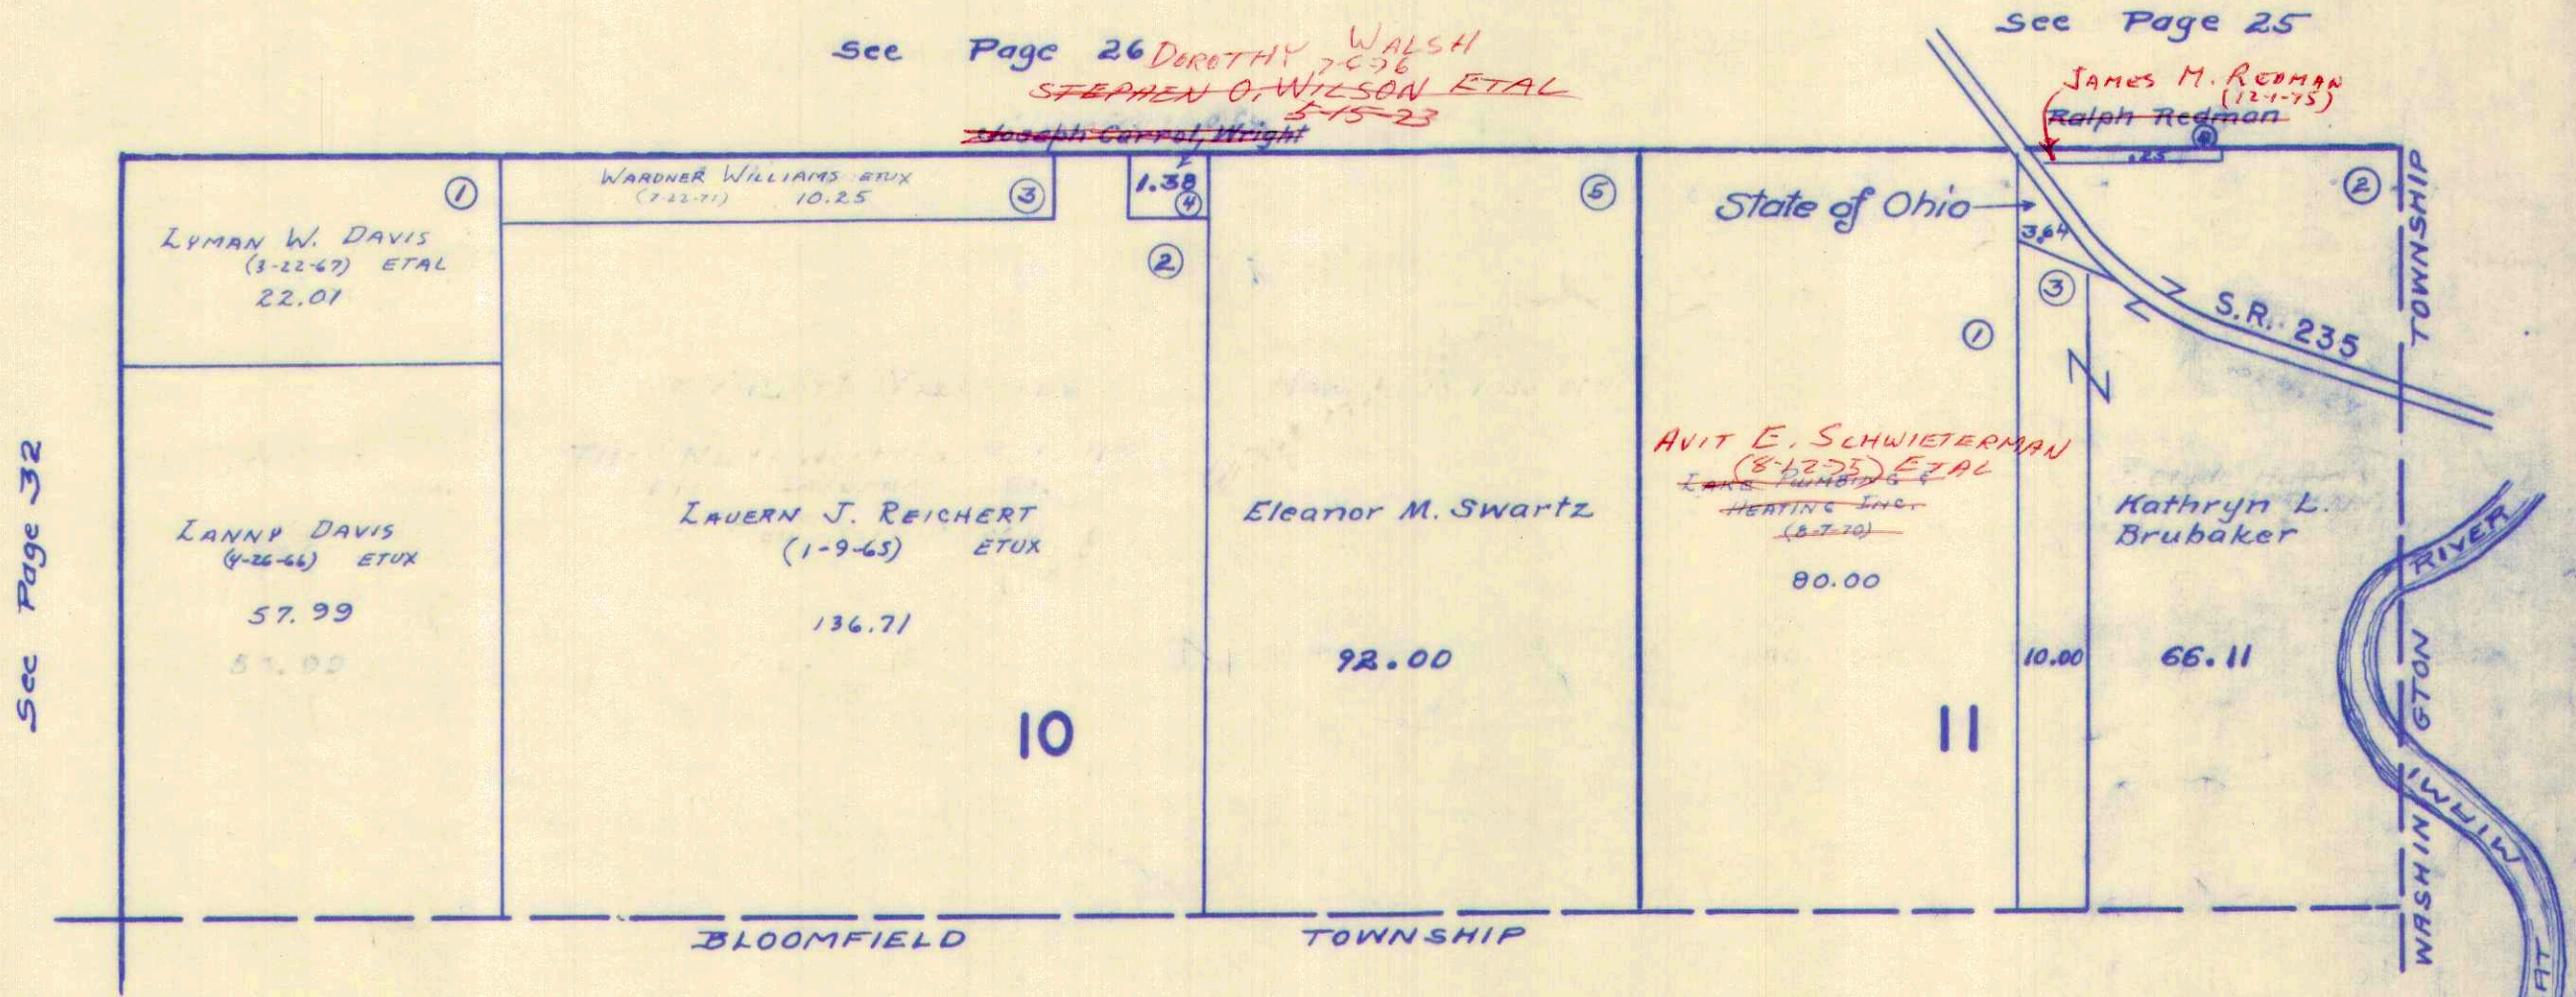 See Page 26
DOROTHY WALSH
7-6-76
STEPHEN O. WILSON ETAL
5-15-23
Joseph Carrol, Wright
See Page 25
JAMES M. REDMAN
(12-1-75)
Ralph Redman
.25
1
LYMAN W. DAVIS
(3-22-67) ETAL
22.01
WARDNER WILLIAMS ETUX
(7-22-71) 10.25
3
1.38
4
2
5
State of Ohio
3.64
3
2
1
S.R. 235
TOWNSHIP
See Page 32
LANNY DAVIS
(4-26-66) ETUX
57.99
LAVERN J. REICHERT
(1-9-65) ETUX
136.71
10
Eleanor M. Swartz
92.00
AVIT E. SCHWIETERMAN
(8-12-75) ETAL
LAKE PLUMBING &
HEATING INC.
(8-7-70)
80.00
11
10.00
Kathryn L.
Brubaker
66.11
RIVER
MIAMI
AT
WASHINGTON
BLOOMFIELD TOWNSHIP